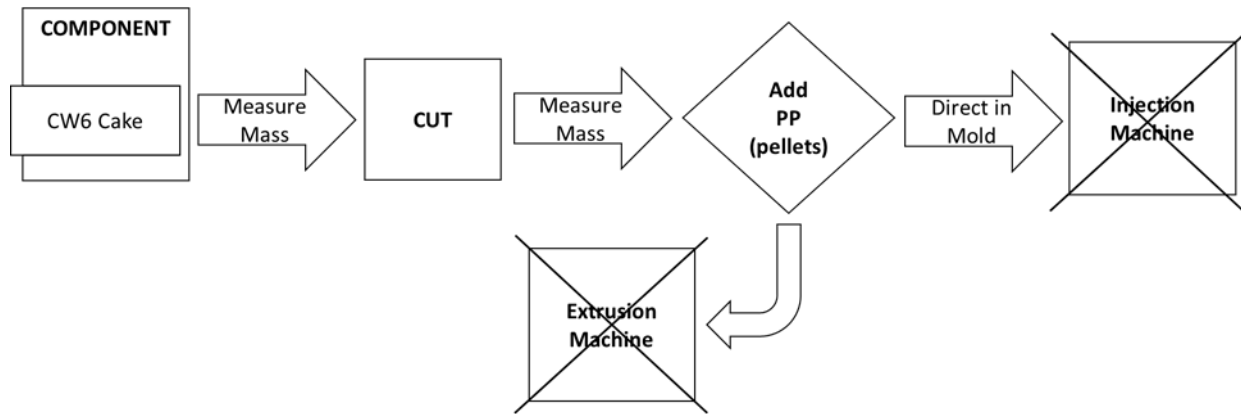 COMPONENT
CW6 Cake
Measure
Mass
CUT
Measure
Mass
Add
PP
(pellets)
Direct in
Mold
Injection
Machine
Extrusion
Machine